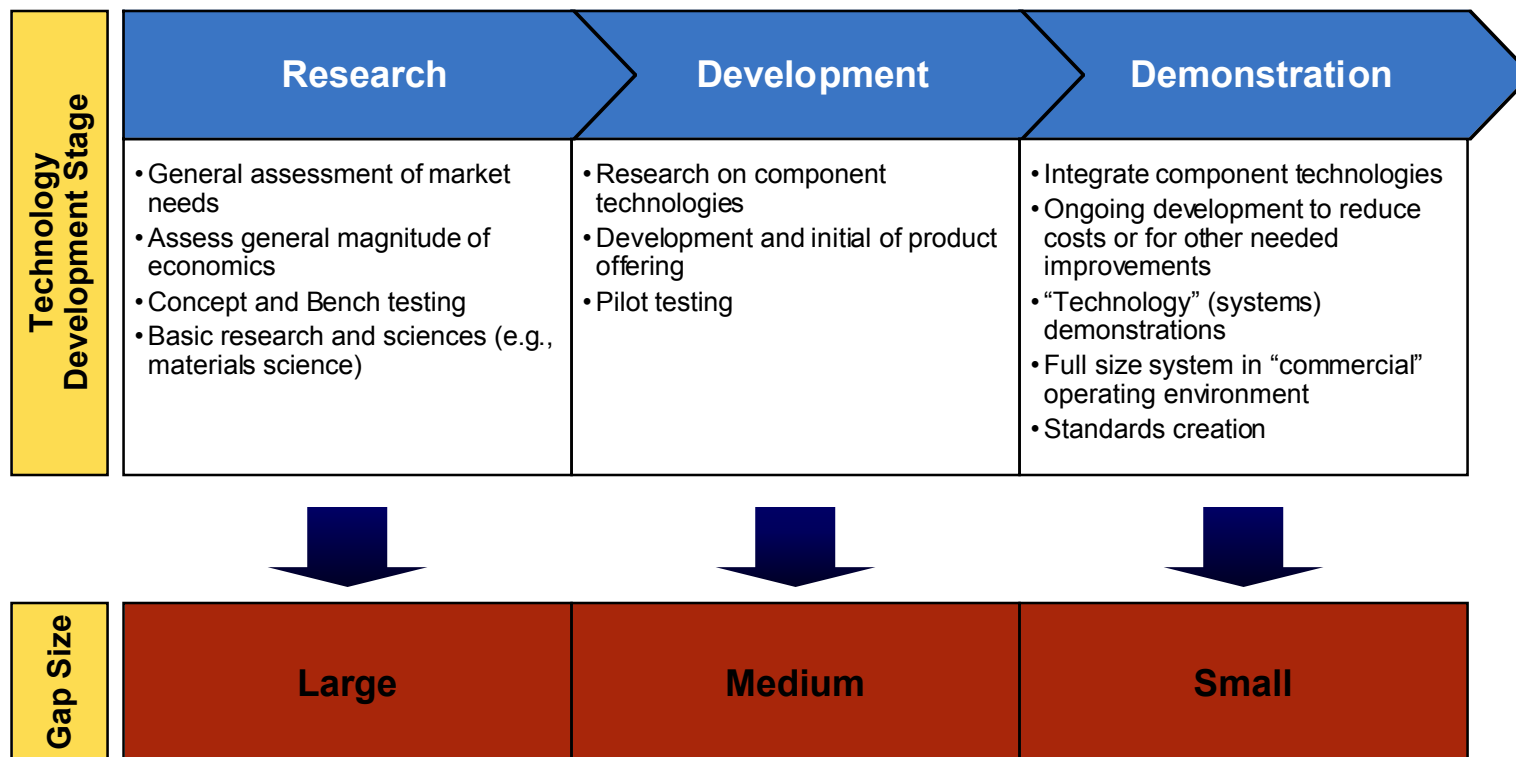 Technology
Development Stage
Research
Development
Demonstration
•General assessment of market
needs
•Assess general magnitude of
economics
•Concept and Bench testing
•Basic research and sciences (e.g.,
materials science)
•Research on component
technologies
•Development and initial of product
offering
•Pilot testing
•Integrate component technologies
•Ongoing development to reduce
costs or for other needed
improvements
•“Technology” (systems)
demonstrations
•Full size system in “commercial”
operating environment
•Standards creation
Gap Size
Large
Medium
Small